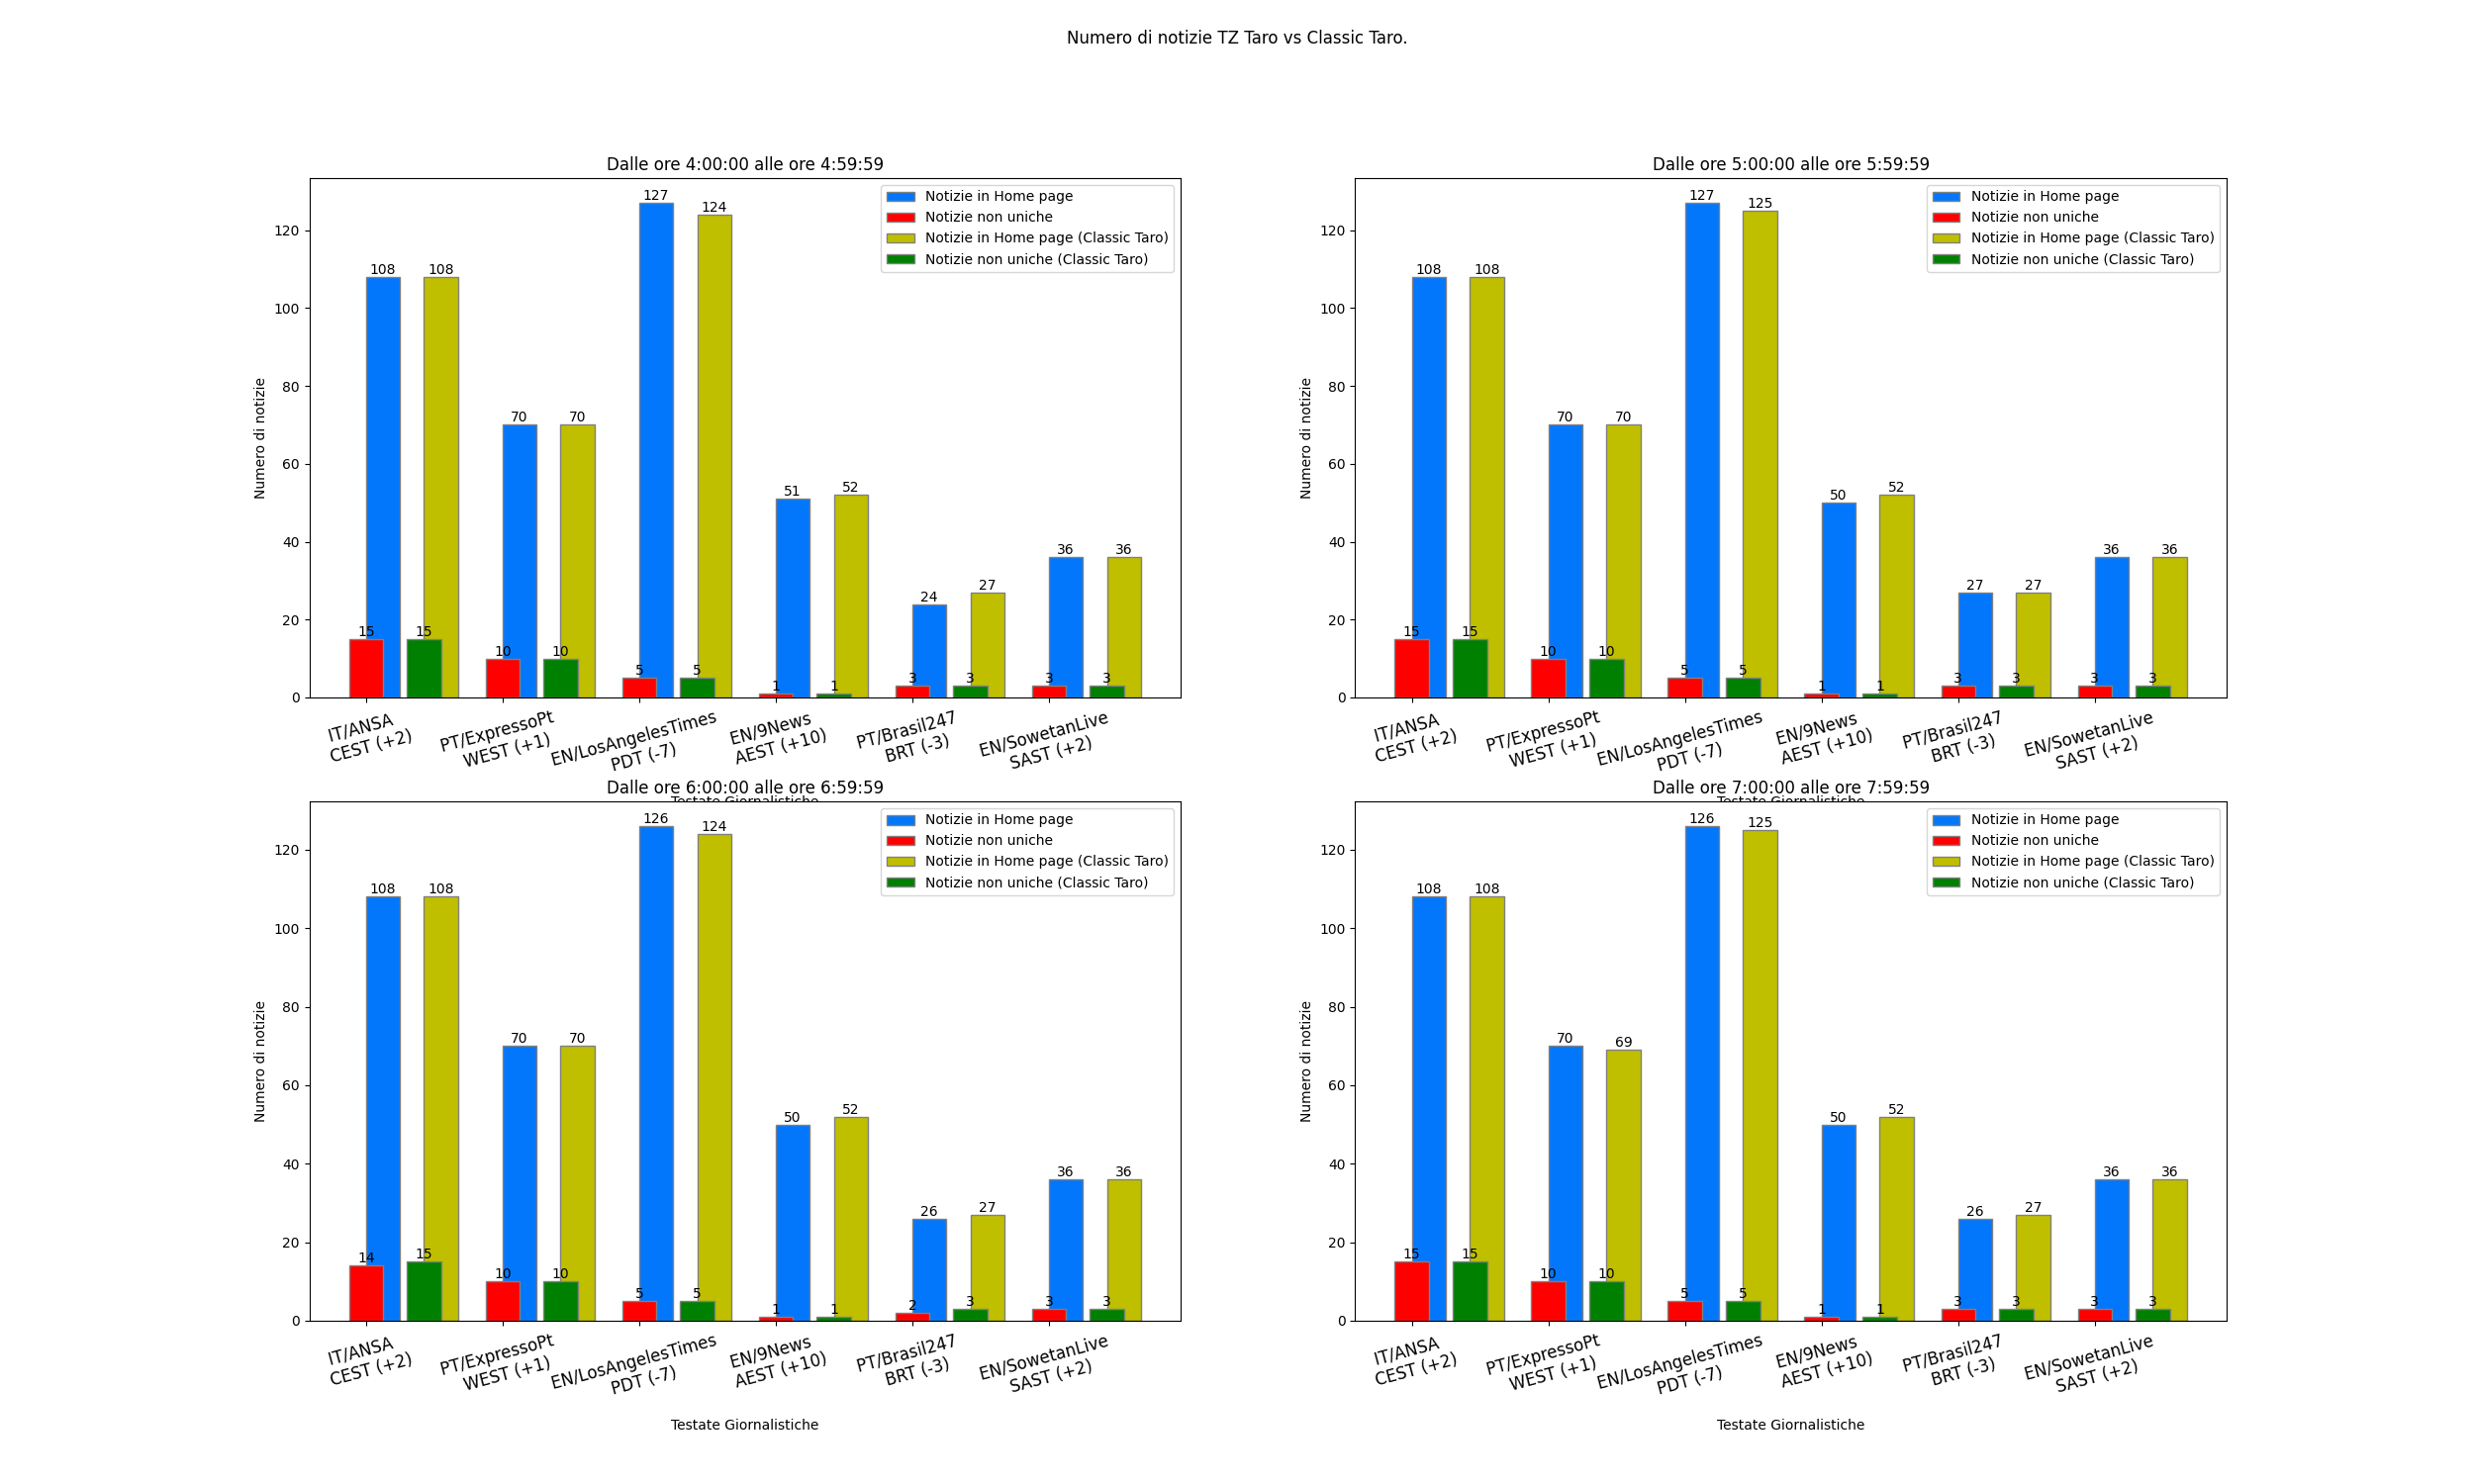 Numero di notizie TZ Taro vs Classic Taro.
Dalle ore 4:00:00 alle ore 4:59:59
Notizie in Home page
Notizie non uniche
Notizie in Home page (Classic Taro)
Notizie non uniche (Classic Taro)
Numero di notizie
120
100
80
60
40
20
0
108 108 70 70 127 124 51 52 24 27 36 36
15 15 10 10 5 5 1 1 3 3 3 3
IT/ANSA
CEST (+2)
PT/ExpressoPt
WEST (+1)
EN/LosAngelesTimes
PDT (-7)
EN/9News
AEST (+10)
PT/Brasil247
BRT (-3)
EN/SowetanLive
SAST (+2)
Testate Giornalistiche
Dalle ore 5:00:00 alle ore 5:59:59
Notizie in Home page
Notizie non uniche
Notizie in Home page (Classic Taro)
Notizie non uniche (Classic Taro)
Numero di notizie
120
100
80
60
40
20
0
108 108 70 70 127 125 50 52 27 27 36 36
15 15 10 10 5 5 1 1 3 3 3 3
IT/ANSA
CEST (+2)
PT/ExpressoPt
WEST (+1)
EN/LosAngelesTimes
PDT (-7)
EN/9News
AEST (+10)
PT/Brasil247
BRT (-3)
EN/SowetanLive
SAST (+2)
Testate Giornalistiche
Dalle ore 6:00:00 alle ore 6:59:59
Notizie in Home page
Notizie non uniche
Notizie in Home page (Classic Taro)
Notizie non uniche (Classic Taro)
Numero di notizie
120
100
80
60
40
20
0
108 108 70 70 126 124 50 52 26 27 36 36
14 15 10 10 5 5 1 1 2 3 3 3
IT/ANSA
CEST (+2)
PT/ExpressoPt
WEST (+1)
EN/LosAngelesTimes
PDT (-7)
EN/9News
AEST (+10)
PT/Brasil247
BRT (-3)
EN/SowetanLive
SAST (+2)
Testate Giornalistiche
Dalle ore 7:00:00 alle ore 7:59:59
Notizie in Home page
Notizie non uniche
Notizie in Home page (Classic Taro)
Notizie non uniche (Classic Taro)
Numero di notizie
120
100
80
60
40
20
0
108 108 70 69 126 125 50 52 26 27 36 36
15 15 10 10 5 5 1 1 3 3 3 3
IT/ANSA
CEST (+2)
PT/ExpressoPt
WEST (+1)
EN/LosAngelesTimes
PDT (-7)
EN/9News
AEST (+10)
PT/Brasil247
BRT (-3)
EN/SowetanLive
SAST (+2)
Testate Giornalistiche